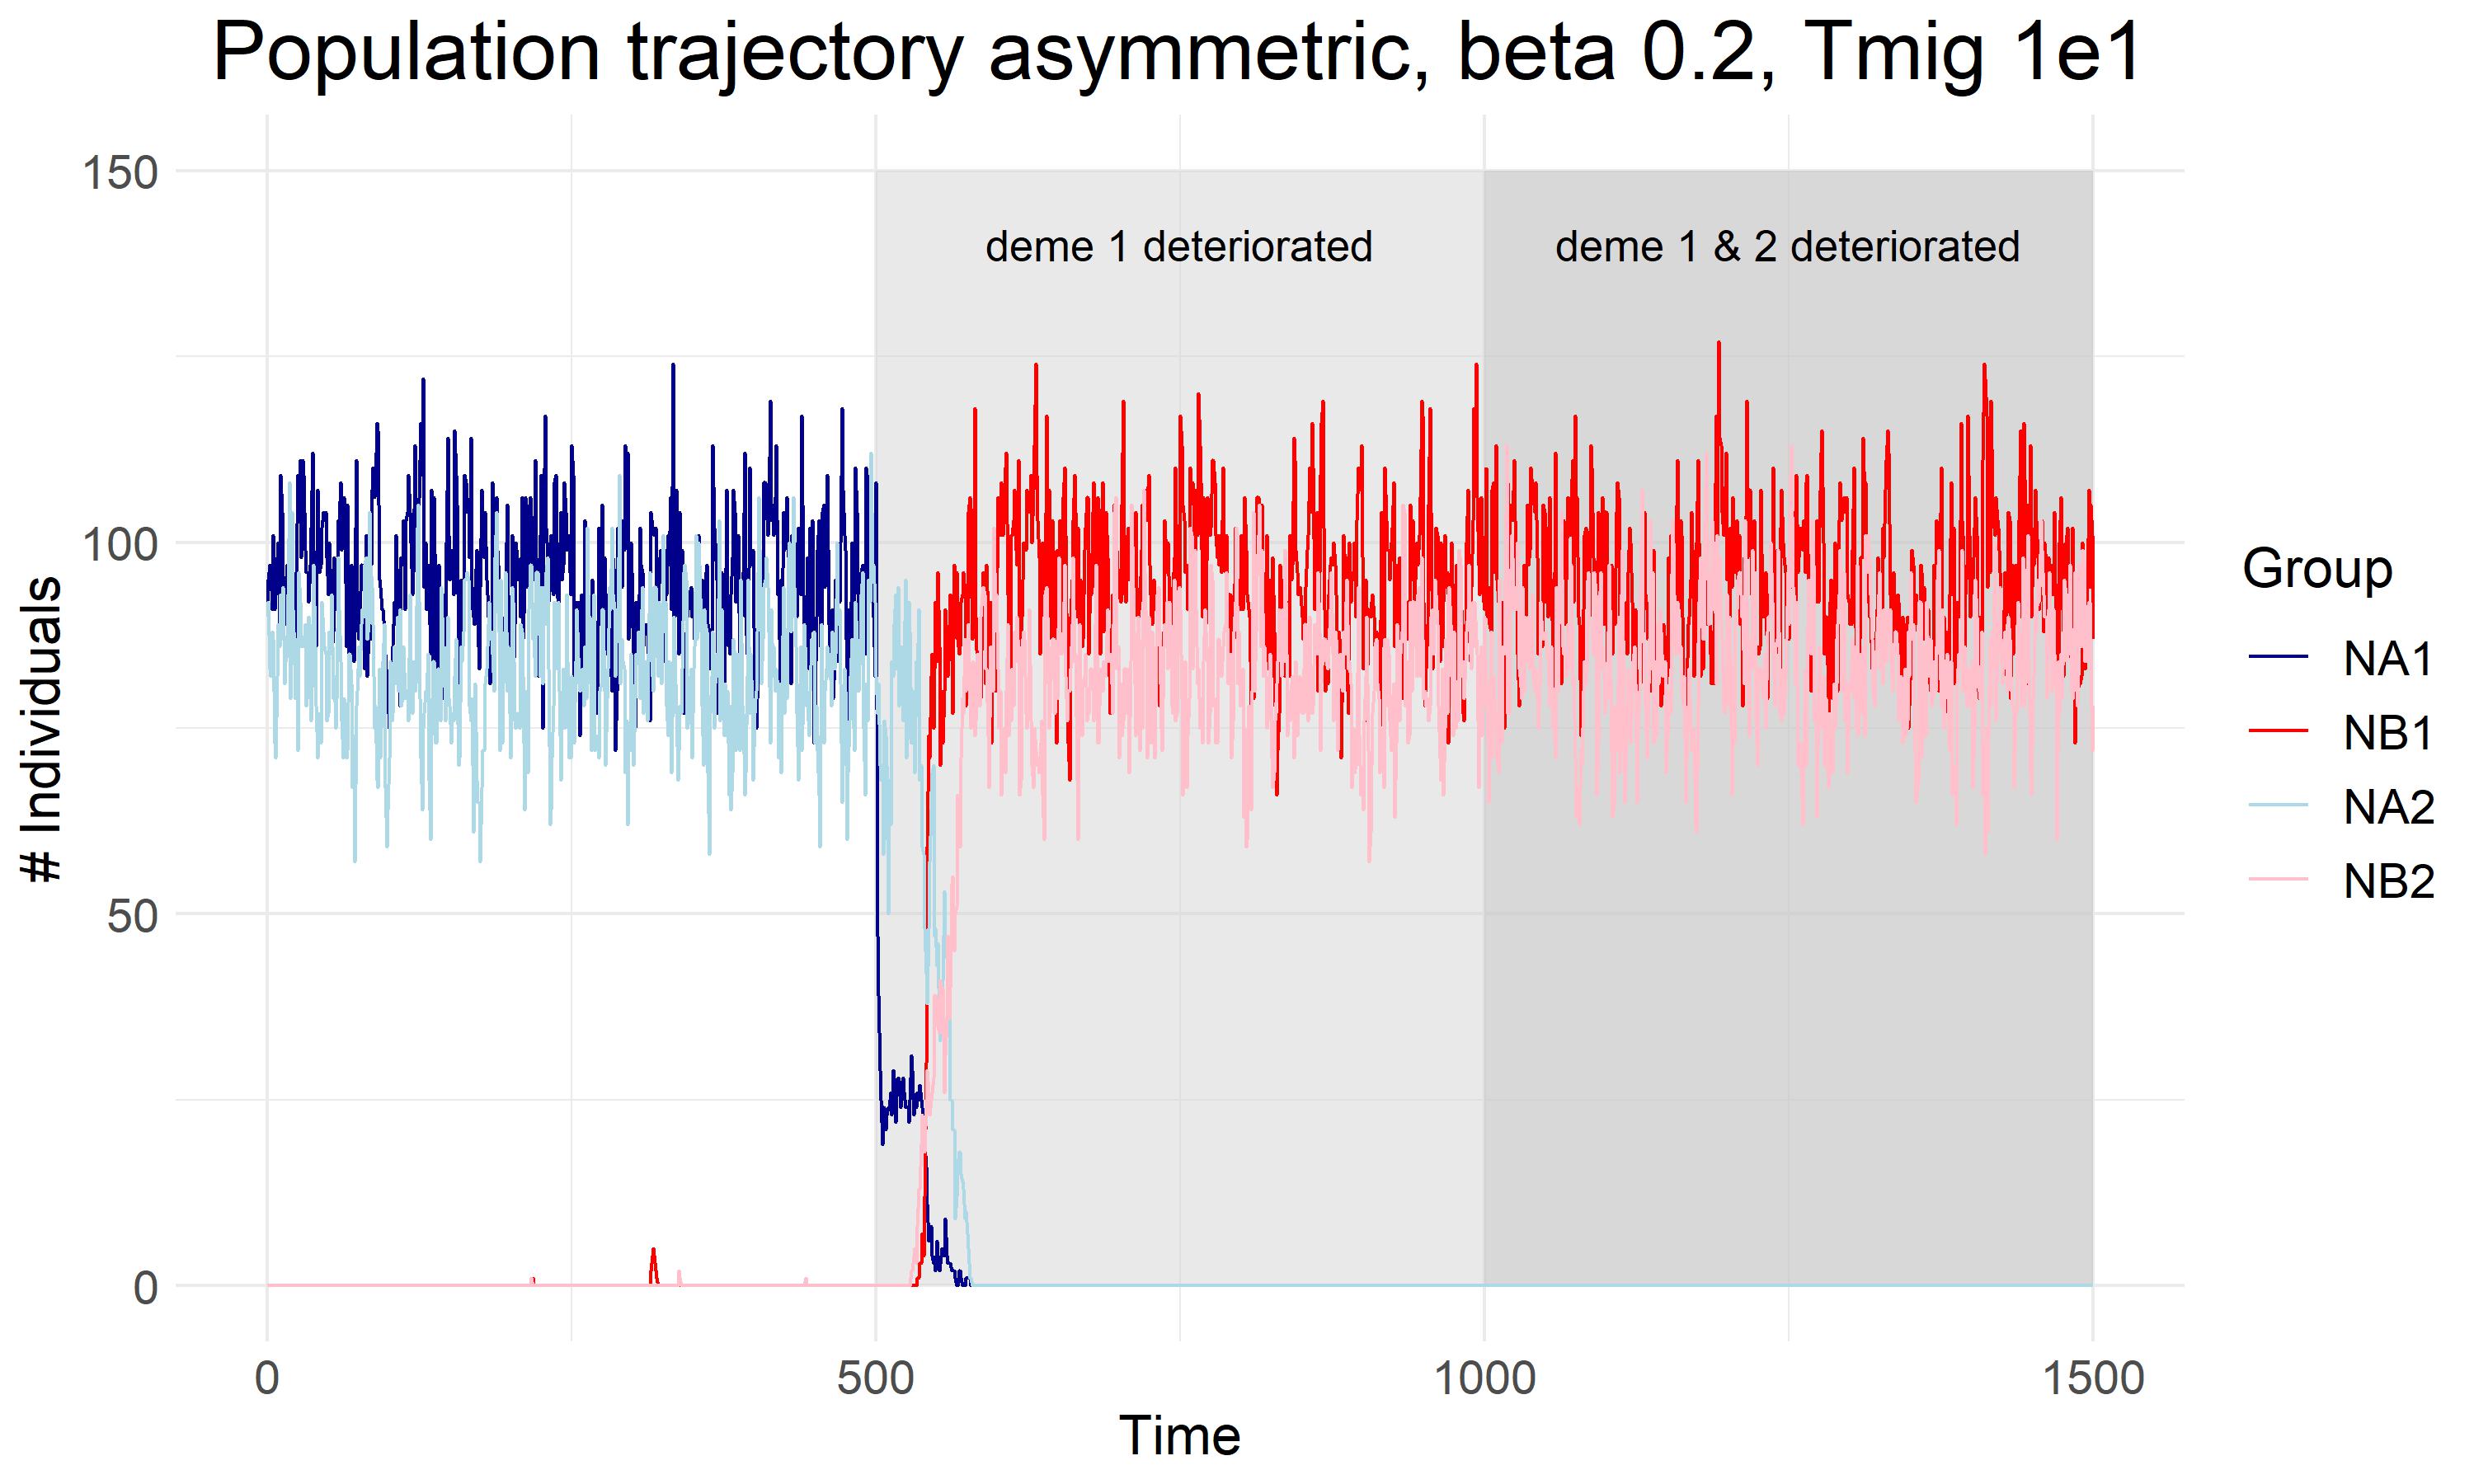 Population trajectory asymmetric, beta 0.2, Tmig 1e1
150
deme 1 deteriorated
deme 1 & 2 deteriorated
100
50
0
# Individuals
Group
NA1
NB1
NA2
NB2
0
500
1000
1500
Time